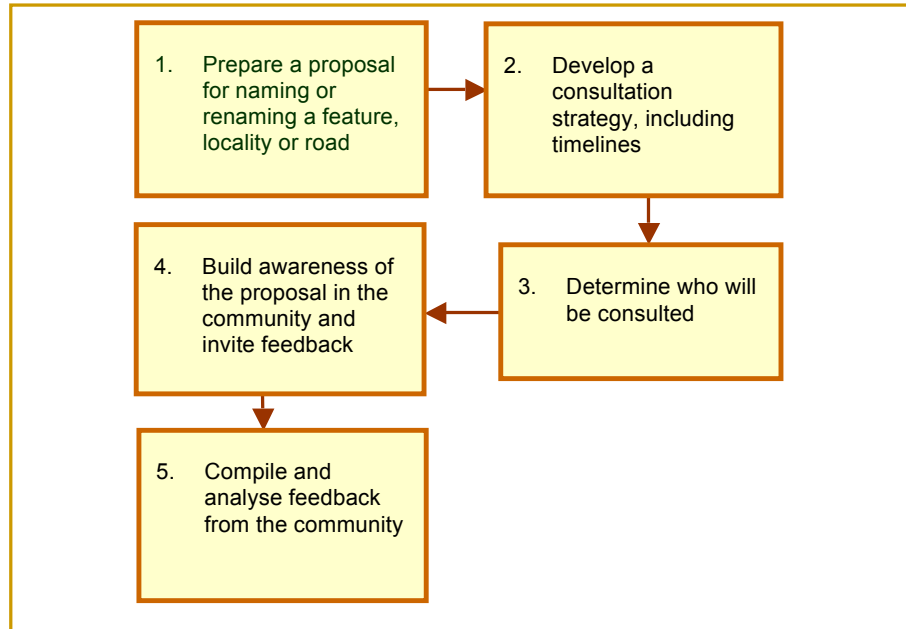 1. Prepare a proposal
for naming or
renaming a feature,
locality or road
2. Develop a
consultation
strategy, including
timelines
3. Determine who will
be consulted
4. Build awareness of
the proposal in the
community and
invite feedback
5. Compile and
analyse feedback
from the community